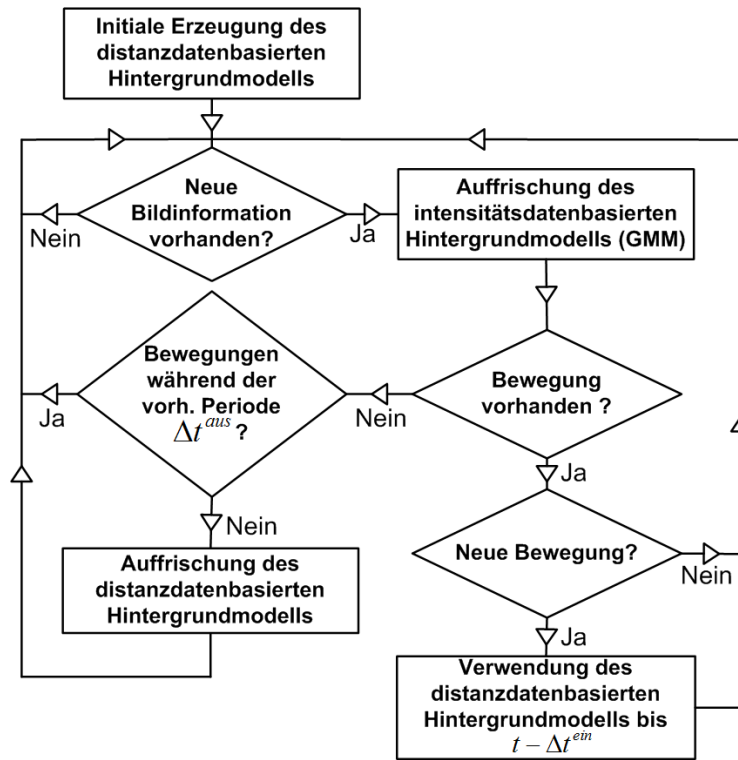 Initiale Erzeugung des
distanzdatenbasierten
Hintergrundmodells
Neue
Bildinformation
vorhanden?
Nein
Ja
Auffrischung des
intensitätsdatenbasierten
Hintergrundmodells (GMM)
Bewegungen
während der
vorh. Periode
Δt^aus ?
Ja
Nein
Bewegung
vorhanden ?
Nein
Ja
Auffrischung des
distanzdatenbasierten
Hintergrundmodells
Neue Bewegung?
Nein
Ja
Verwendung des
distanzdatenbasierten
Hintergrundmodells bis
t − Δt^ein